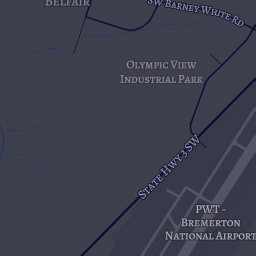 BELFAIR
SW BARNEY WHITE RD
OLYMPIC VIEW
INDUSTRIAL PARK
STATE HWY 3 SW
PWT -
BREMERTON
NATIONAL AIRPORT